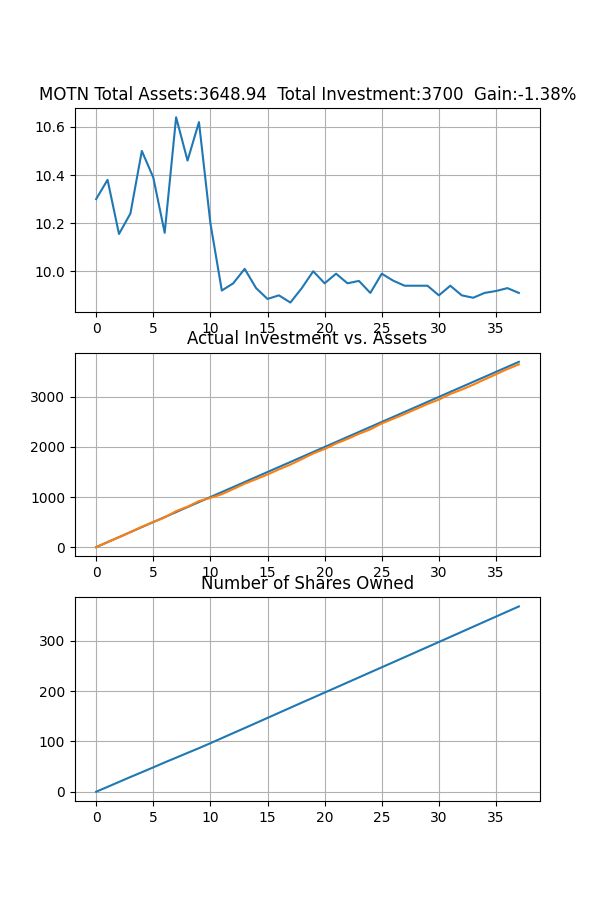 MOTN Total Assets:3648.94  Total Investment:3700  Gain:-1.38%
10.6
10.4
10.2
10.0
0 5 10 15 20 25 30 35
Actual Investment vs. Assets
3000
2000
1000
0
0 5 10 15 20 25 30 35
Number of Shares Owned
300
200
100
0
0 5 10 15 20 25 30 35